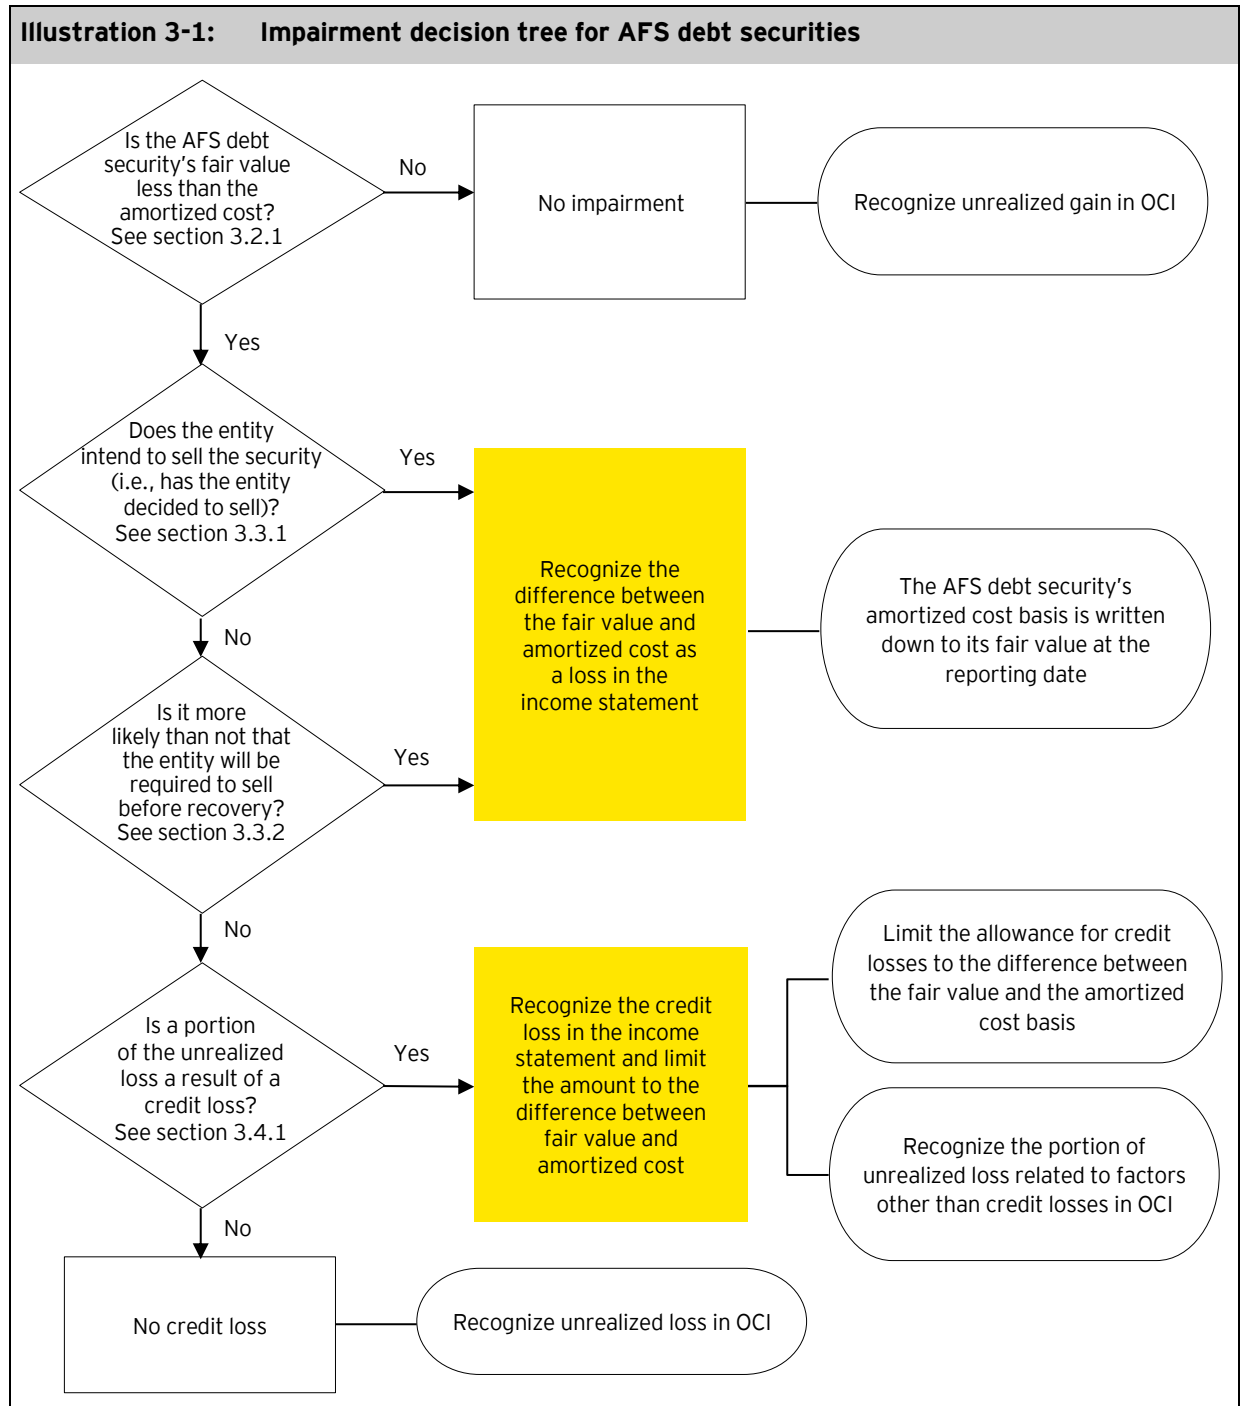 Illustration 3-1: Impairment decision tree for AFS debt securities
Is the AFS debt
security's fair value
less than the
amortized cost?
See section 3.2.1
No
No impairment
Recognize unrealized gain in OCI
Yes
Does the entity
intend to sell the security
(i.e., has the entity
decided to sell)?
See section 3.3.1
Yes
Recognize the
difference between
the fair value and
amortized cost as
a loss in the
income statement
The AFS debt security's
amortized cost basis is written
down to its fair value at the
reporting date
No
Is it more
likely than not that
the entity will be
required to sell
before recovery?
See section 3.3.2
Yes
No
Is a portion
of the unrealized
loss a result of a
credit loss?
See section 3.4.1
Yes
Recognize the credit
loss in the income
statement and limit
the amount to the
difference between
fair value and
amortized cost
Limit the allowance for credit
losses to the difference between
the fair value and the amortized
cost basis
Recognize the portion of
unrealized loss related to factors
other than credit losses in OCI
No
No credit loss
Recognize unrealized loss in OCI